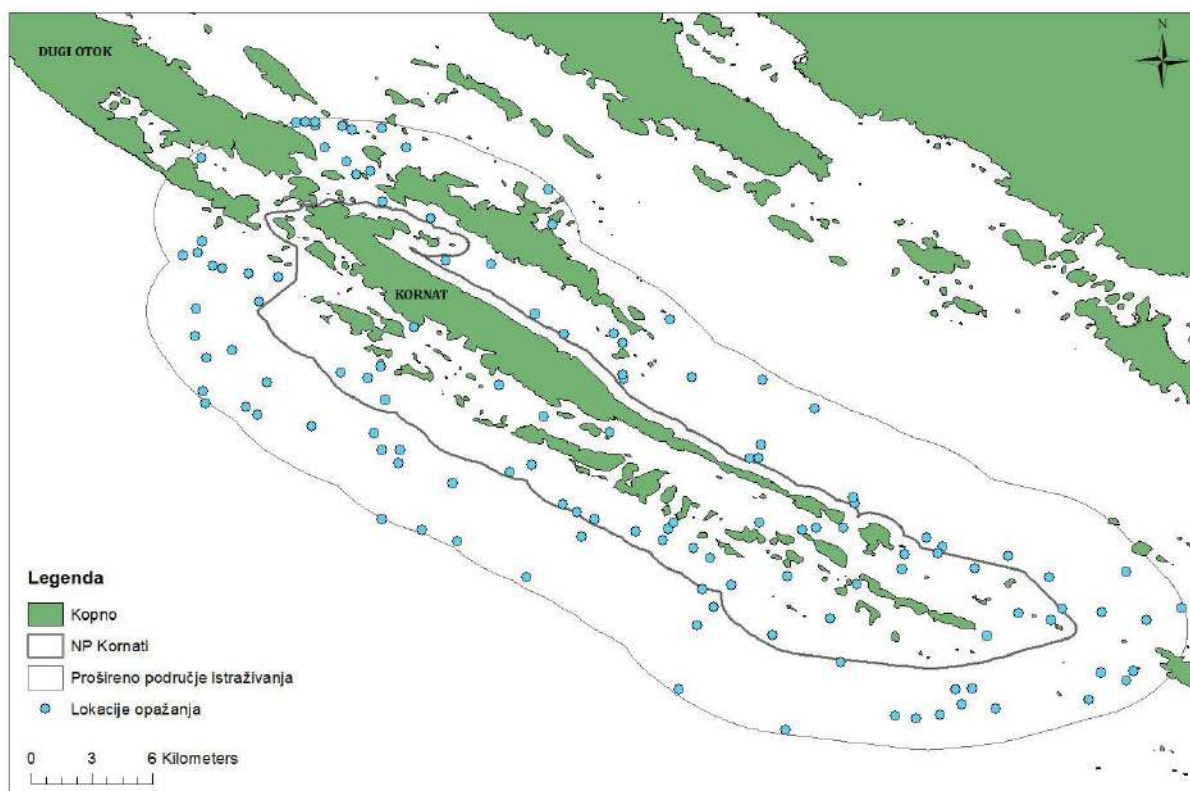 DUGI OTOK
N
KORNAT
Legenda
Kopno
NP Kornati
Prošireno područje istraživanja
Lokacije opažanja
0 3 6 Kilometers